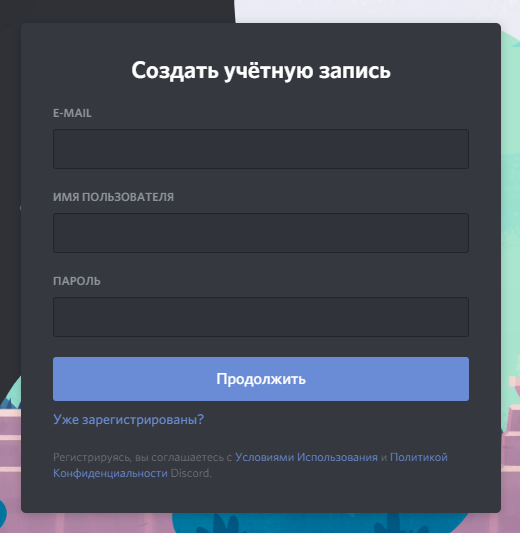 Создать учётную запись
E-MAIL
ИМЯ ПОЛЬЗОВАТЕЛЯ
ПАРОЛЬ
Продолжить
Уже зарегистрированы?
Регистрируясь, вы соглашаетесь с Условиями Использования и Политикой
Конфиденциальности Discord.